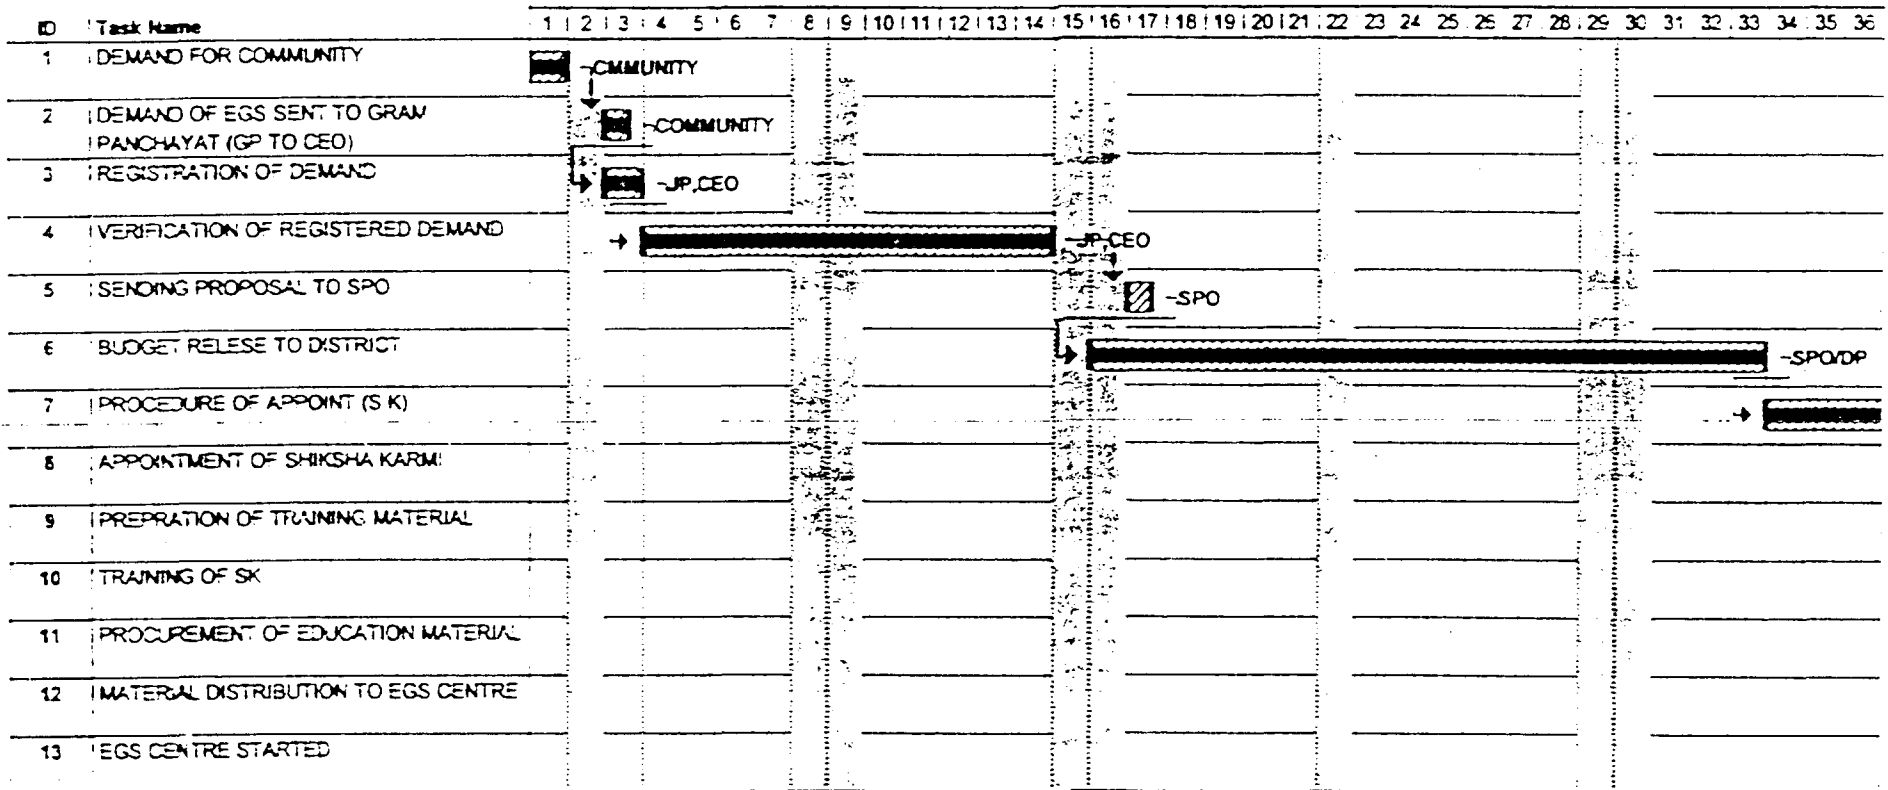 ID Task Name 1 2 3 4 5 6 7 8 9 10 11 12 13 14 15 16 17 18 19 20 21 22 23 24 25 26 27 28 29 30 31 32 33 34 35 36
1 DEMAND FOR COMMUNITY
CMMUNITY
2 DEMAND OF EGS SENT TO GRAM
COMMUNITY
PANCHAYAT (GP TO CEO)
3 REGISTRATION OF DEMAND
JP,CEO
4 VERIFICATION OF REGISTERED DEMAND
JP,CEO
5 SENDING PROPOSAL TO SPO
SPO
6 BUDGET RELESE TO DISTRICT
SPO/DP
7 PROCEDURE OF APPOINT (S K)
8 APPOINTMENT OF SHIKSHA KARMI
9 PREPRATION OF TRAINING MATERIAL
10 TRAINING OF SK
11 PROCUREMENT OF EDUCATION MATERIAL
12 MATERIAL DISTRIBUTION TO EGS CENTRE
13 EGS CENTRE STARTED